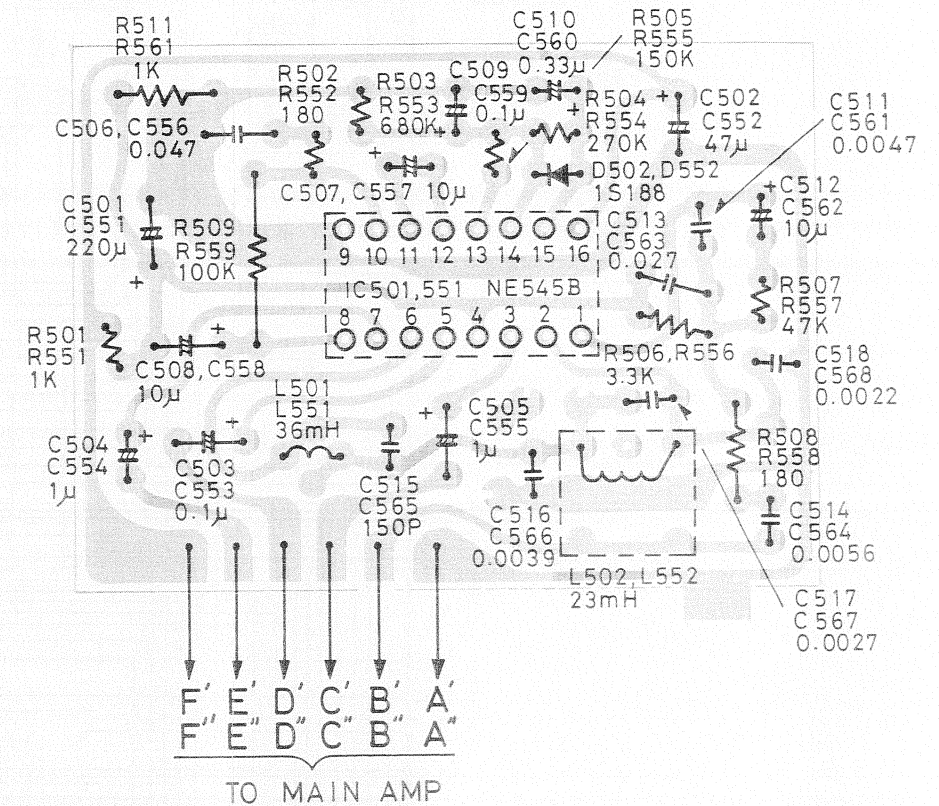 R511
R561
1K
C506, C556
0.047
R502
R552
180
R503
R553
680K
C509
C559
0.1µ
C510
C560
0.33µ
R505
R555
150K
R504
R554
270K
C502
C552
47µ
C511
C561
0.0047
C507, C557 10µ
D502, D552
1S188
C512
C562
10µ
C501
C551
220µ
R509
R559
100K
C513
C563
0.027
9 10 11 12 13 14 15 16
IC501,551 NE545B
8 7 6 5 4 3 2 1
R507
R557
47K
R501
R551
1K
C508, C558
10µ
R506, R556
3.3K
C518
C568
0.0022
L501
L551
36mH
C505
C555
1µ
C504
C554
1µ
C503
C553
0.1µ
C515
C565
150P
R508
R558
180
C516
C566
0.0039
C514
C564
0.0056
L502, L552
23mH
C517
C567
0.0027
F' E' D' C' B' A'
F" E" D" C" B" A"
TO MAIN AMP